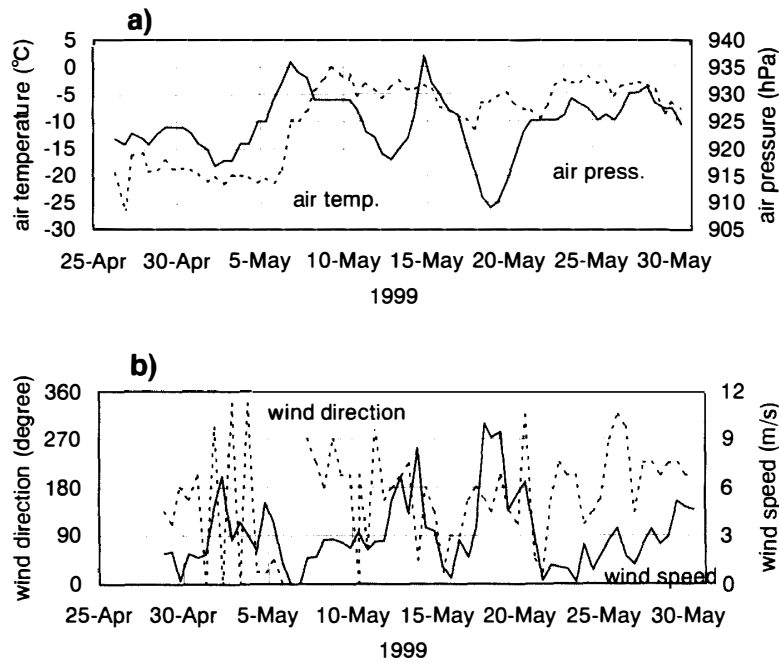 a)
air temperature (°C)
5
0
-5
-10
-15
-20
-25
-30
air temp.
air press.
940
935
930
925
920
915
910
905
air pressure (hPa)
25-Apr 30-Apr 5-May 10-May 15-May 20-May 25-May 30-May
1999
b)
wind direction (degree)
360
270
180
90
0
wind direction
wind speed
12
9
6
3
0
wind speed (m/s)
25-Apr 30-Apr 5-May 10-May 15-May 20-May 25-May 30-May
1999